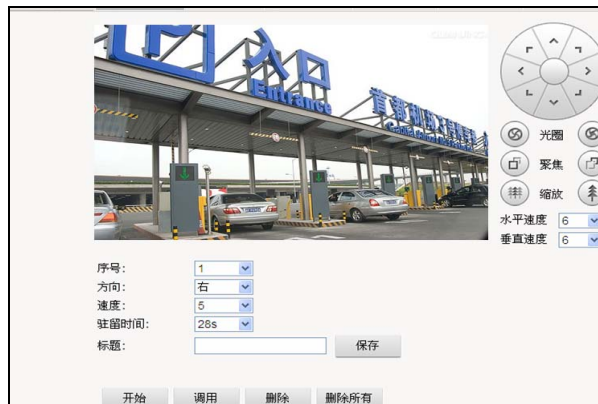 P 入口
Entrance
光圈
聚焦
缩放
水平速度 6
垂直速度 6
序号: 1
方向: 右
速度: 5
驻留时间: 28s
标题:
保存
开始 调用 删除 删除所有